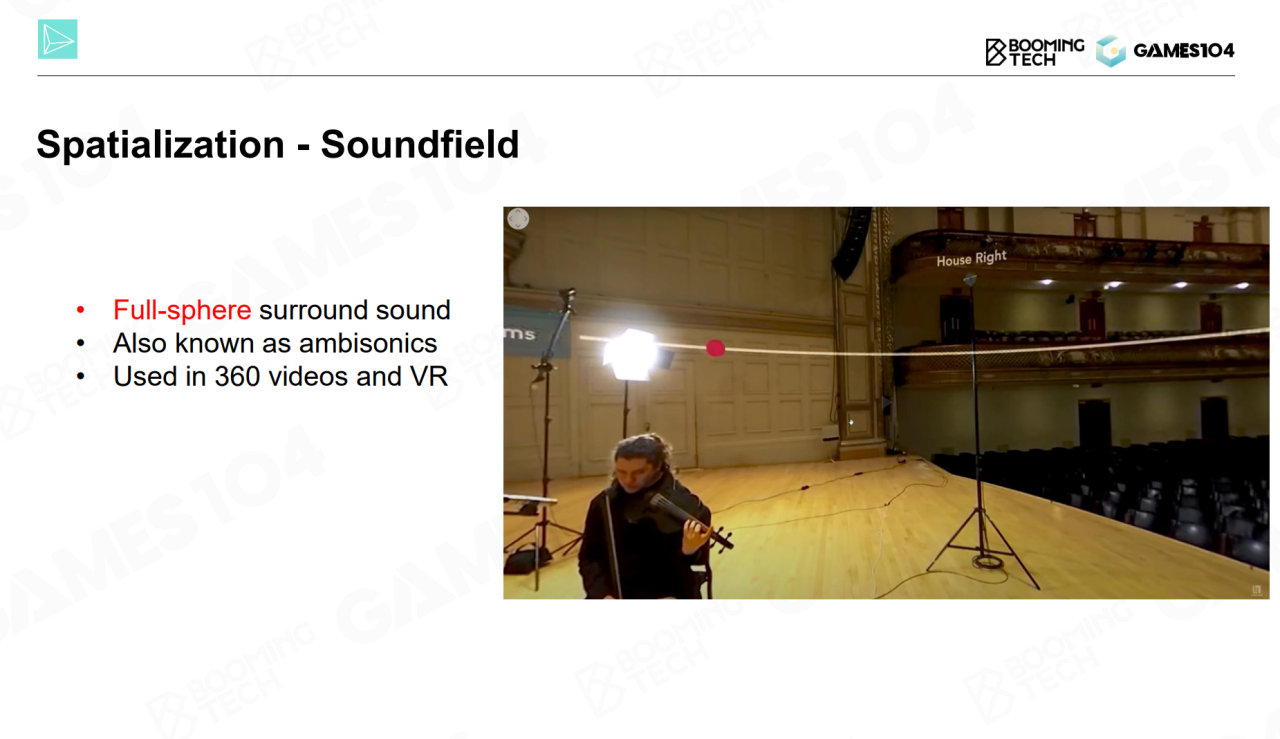 BOOMING
TECH
GAMES104
Spatialization - Soundfield
• Full-sphere surround sound
• Also known as ambisonics
• Used in 360 videos and VR
House Right
ms